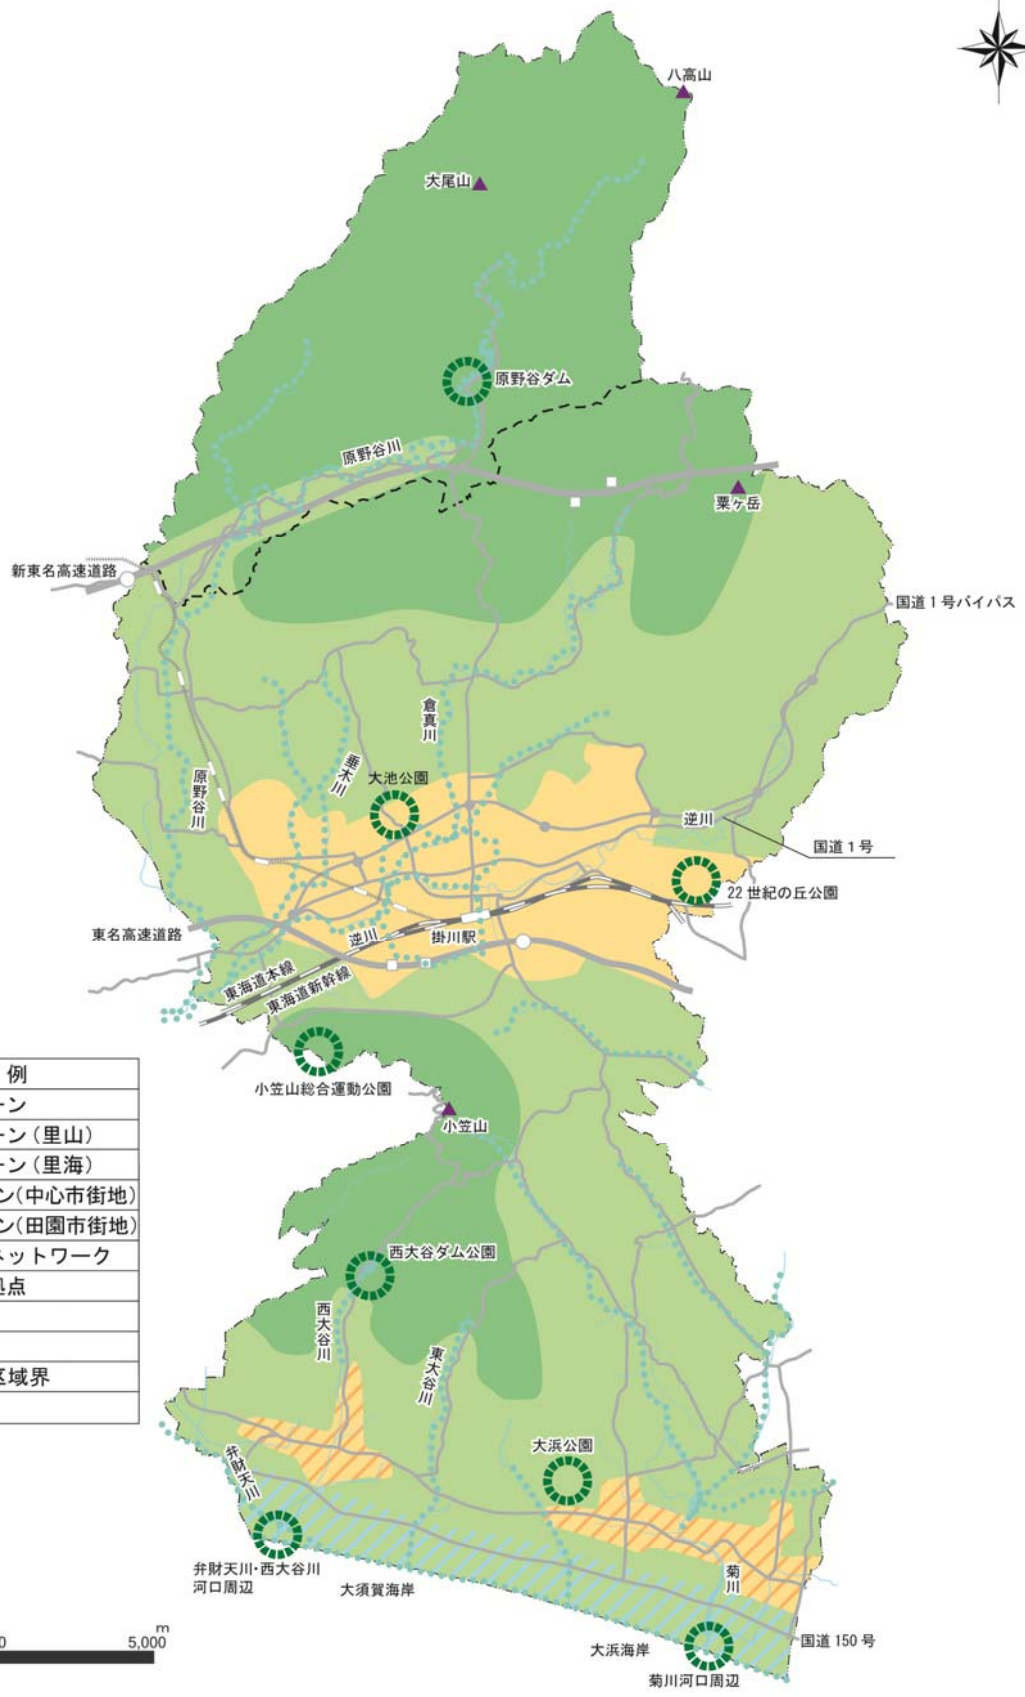 八高山
大尾山
原野谷ダム
原野谷川
粟ヶ岳
新東名高速道路
国道１号バイパス
倉真川
垂木川
大池公園
原野谷川
逆川
国道１号
22 世紀の丘公園
東名高速道路
逆川
掛川駅
東海道本線
東海道新幹線
小笠山総合運動公園
小笠山
例
ーン
ーン（里山）
ーン（里海）
ン（中心市街地）
ン（田園市街地）
ネットワーク
拠点
区域界
西大谷ダム公園
西大谷川
東大谷川
大浜公園
弁財天川
弁財天川・西大谷川
河口周辺
大須賀海岸
菊川
大浜海岸
国道 150 号
菊川河口周辺
0
5,000
m